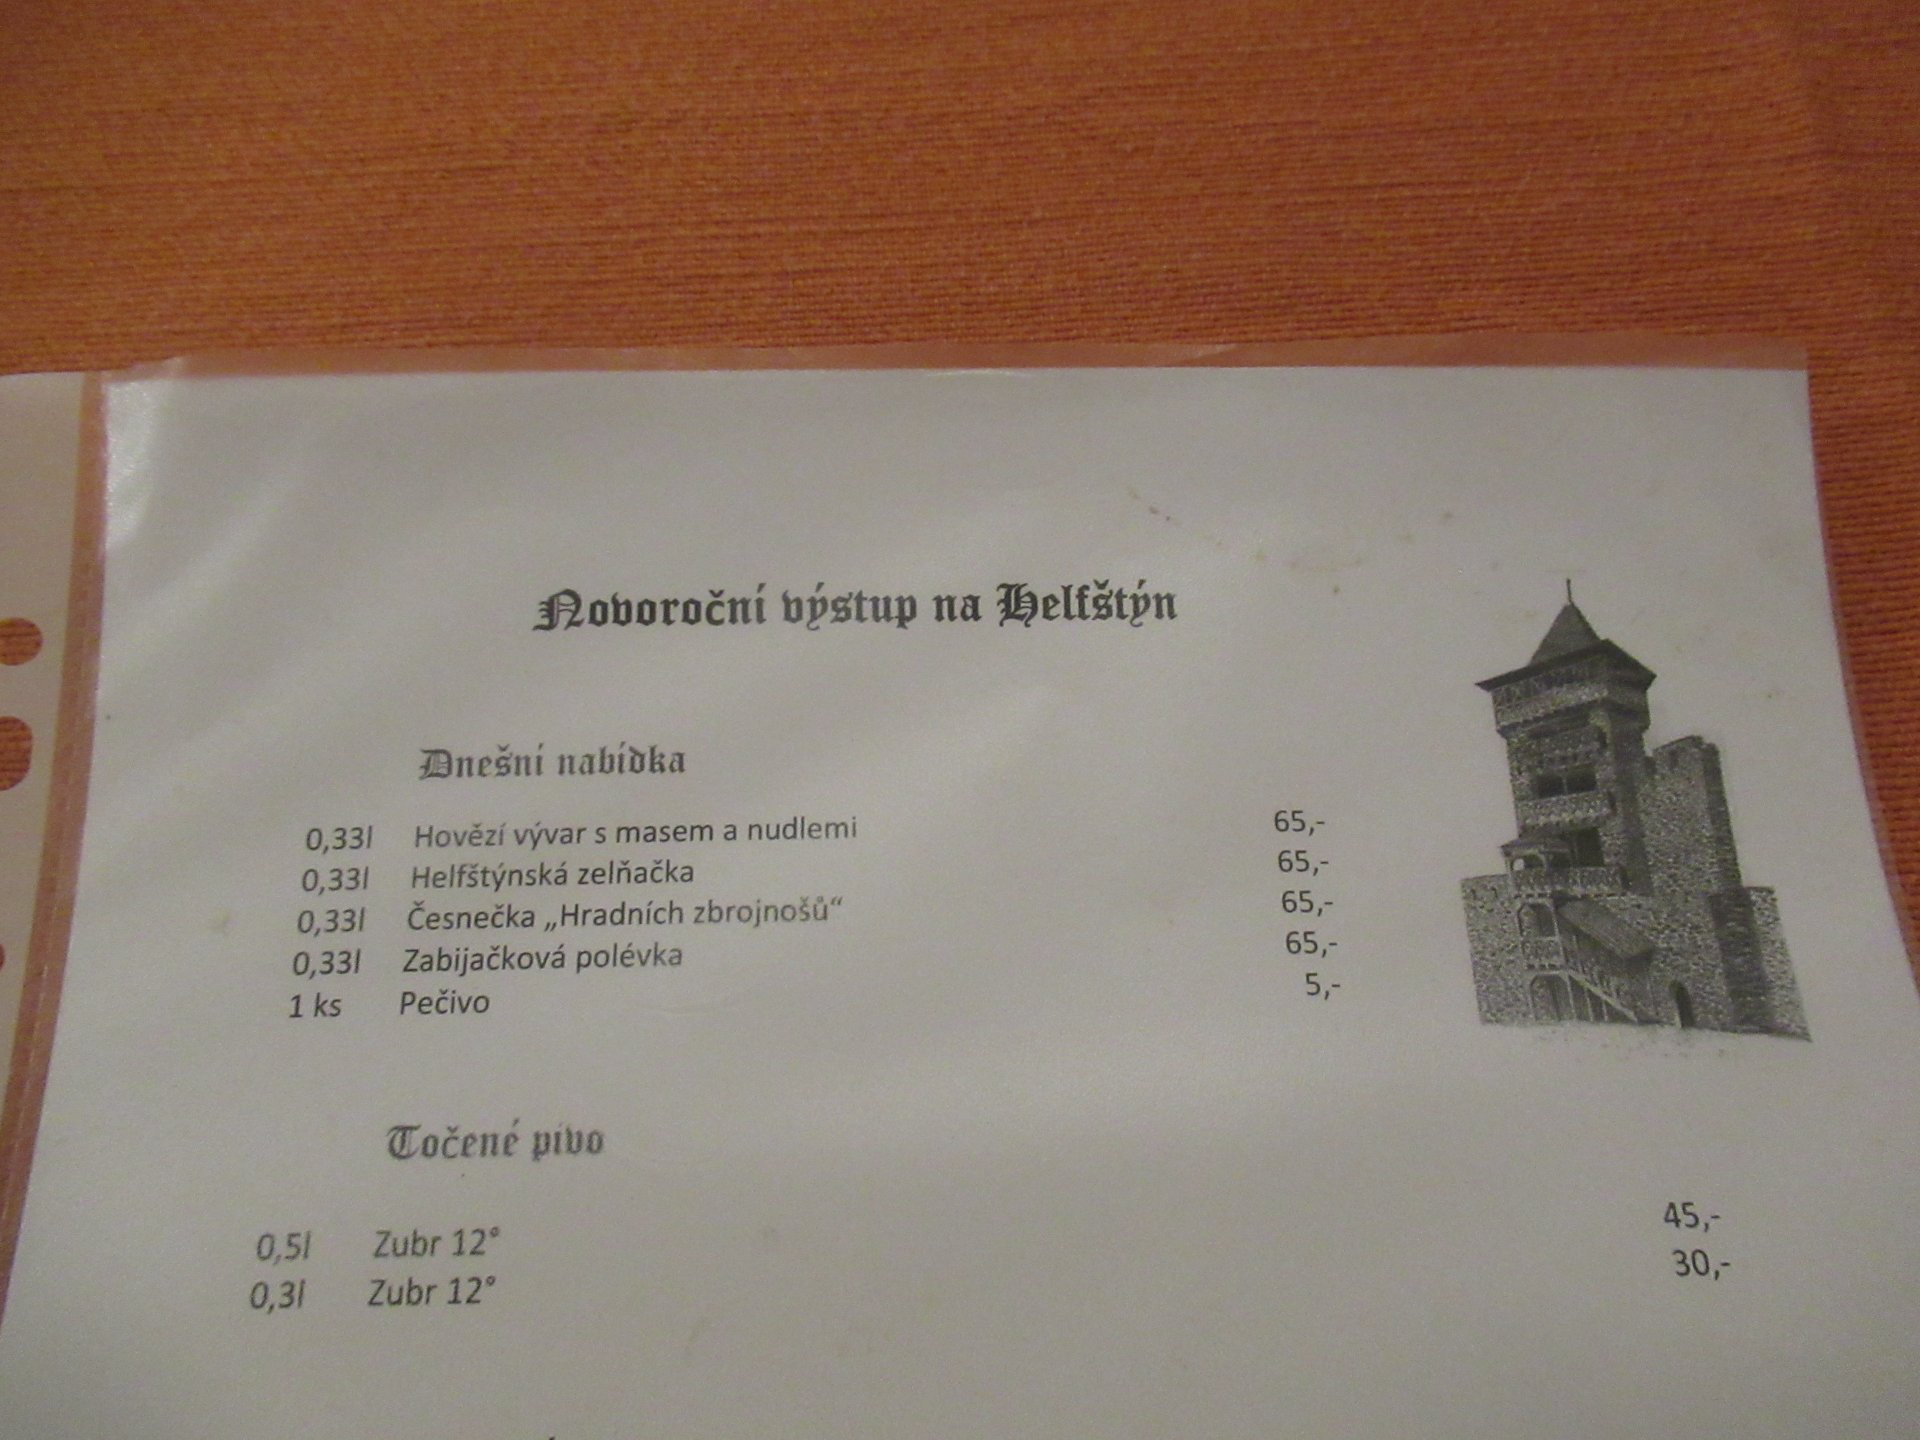 Novoroční výstup na Helfštýn
Dnešní nabídka
0,33l Hovězí vývar s masem a nudlemi 65,-
0,33l Helfštýnská zelňačka 65,-
0,33l Česnečka „Hradních zbrojnošů“ 65,-
0,33l Zabijačková polévka 65,-
1 ks Pečivo 5,-
Točené pivo
0,5l Zubr 12° 45,-
0,3l Zubr 12° 30,-